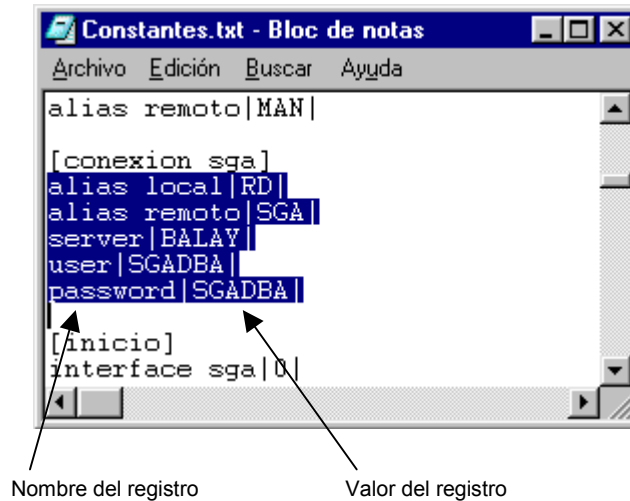 Constantes.txt - Bloc de notas
Archivo Edición Buscar Ayuda
alias remoto|MAN|
[conexion sga]
alias local|RD|
alias remoto|SGA|
server|BALAY|
user|SGADBA|
password|SGADBA|
[inicio]
interface sga|0|
Nombre del registro Valor del registro